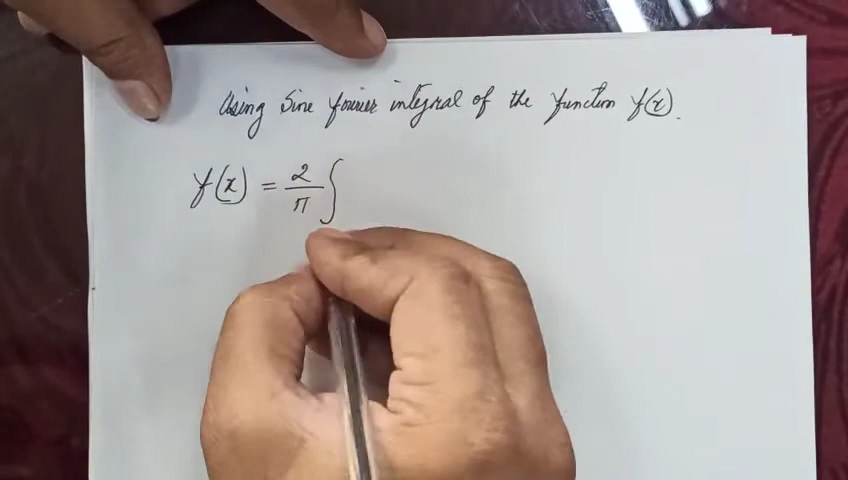 Using Sine fourier integral of the function f(x).
f(x) = 2/π ∫